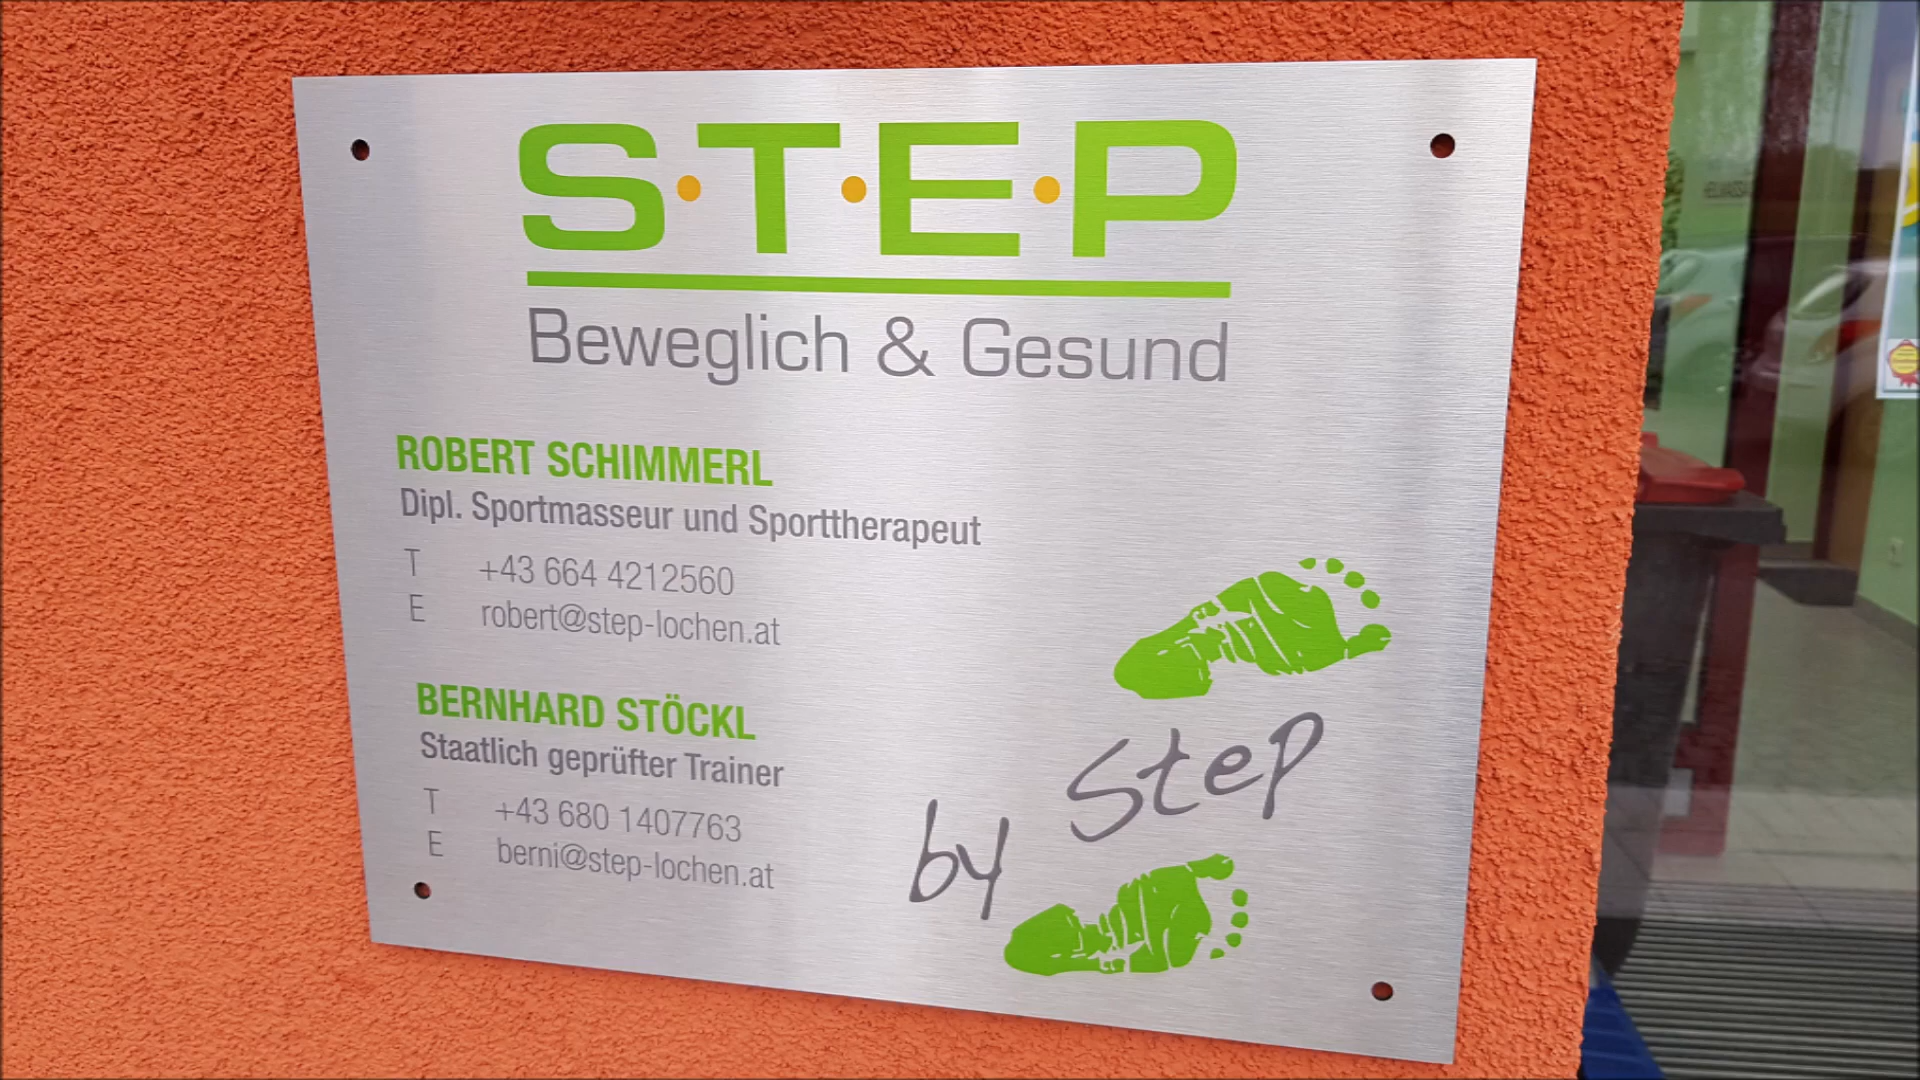 S·T·E·P
Beweglich & Gesund
ROBERT SCHIMMERL
Dipl. Sportmasseur und Sporttherapeut
T +43 664 4212560
E robert@step-lochen.at
BERNHARD STÖCKL
Staatlich geprüfter Trainer
T +43 680 1407763
E berni@step-lochen.at
by Step